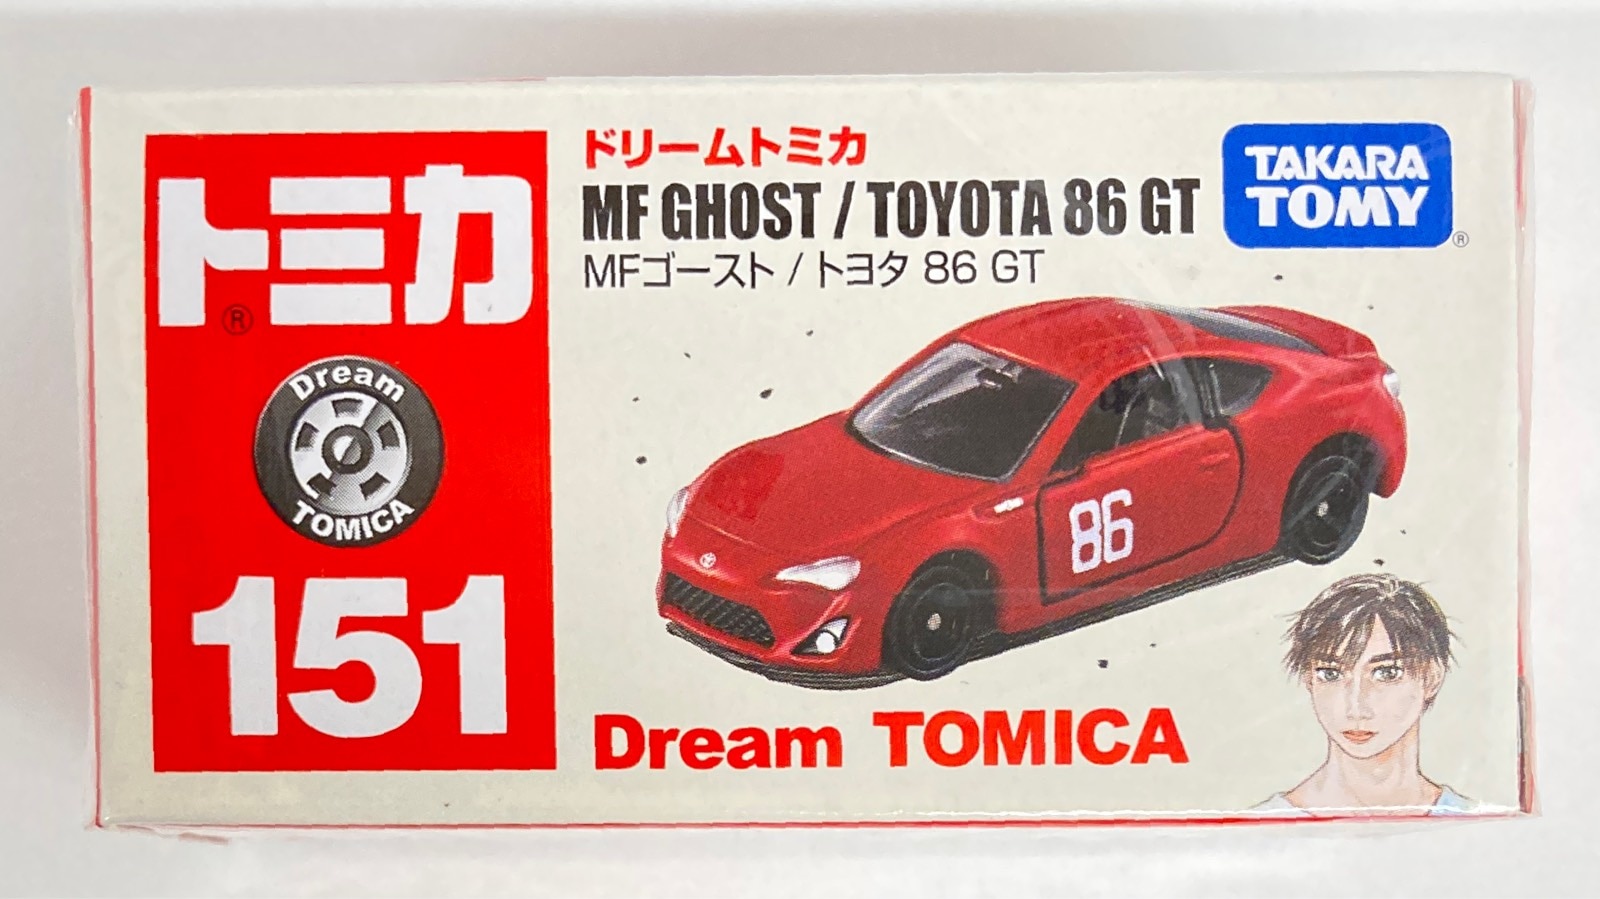 トミカ
®
Dream
TOMICA
151
ドリームトミカ
MF GHOST / TOYOTA 86 GT
MFゴースト / トヨタ 86 GT
TAKARA
TOMY
®
86
Dream TOMICA